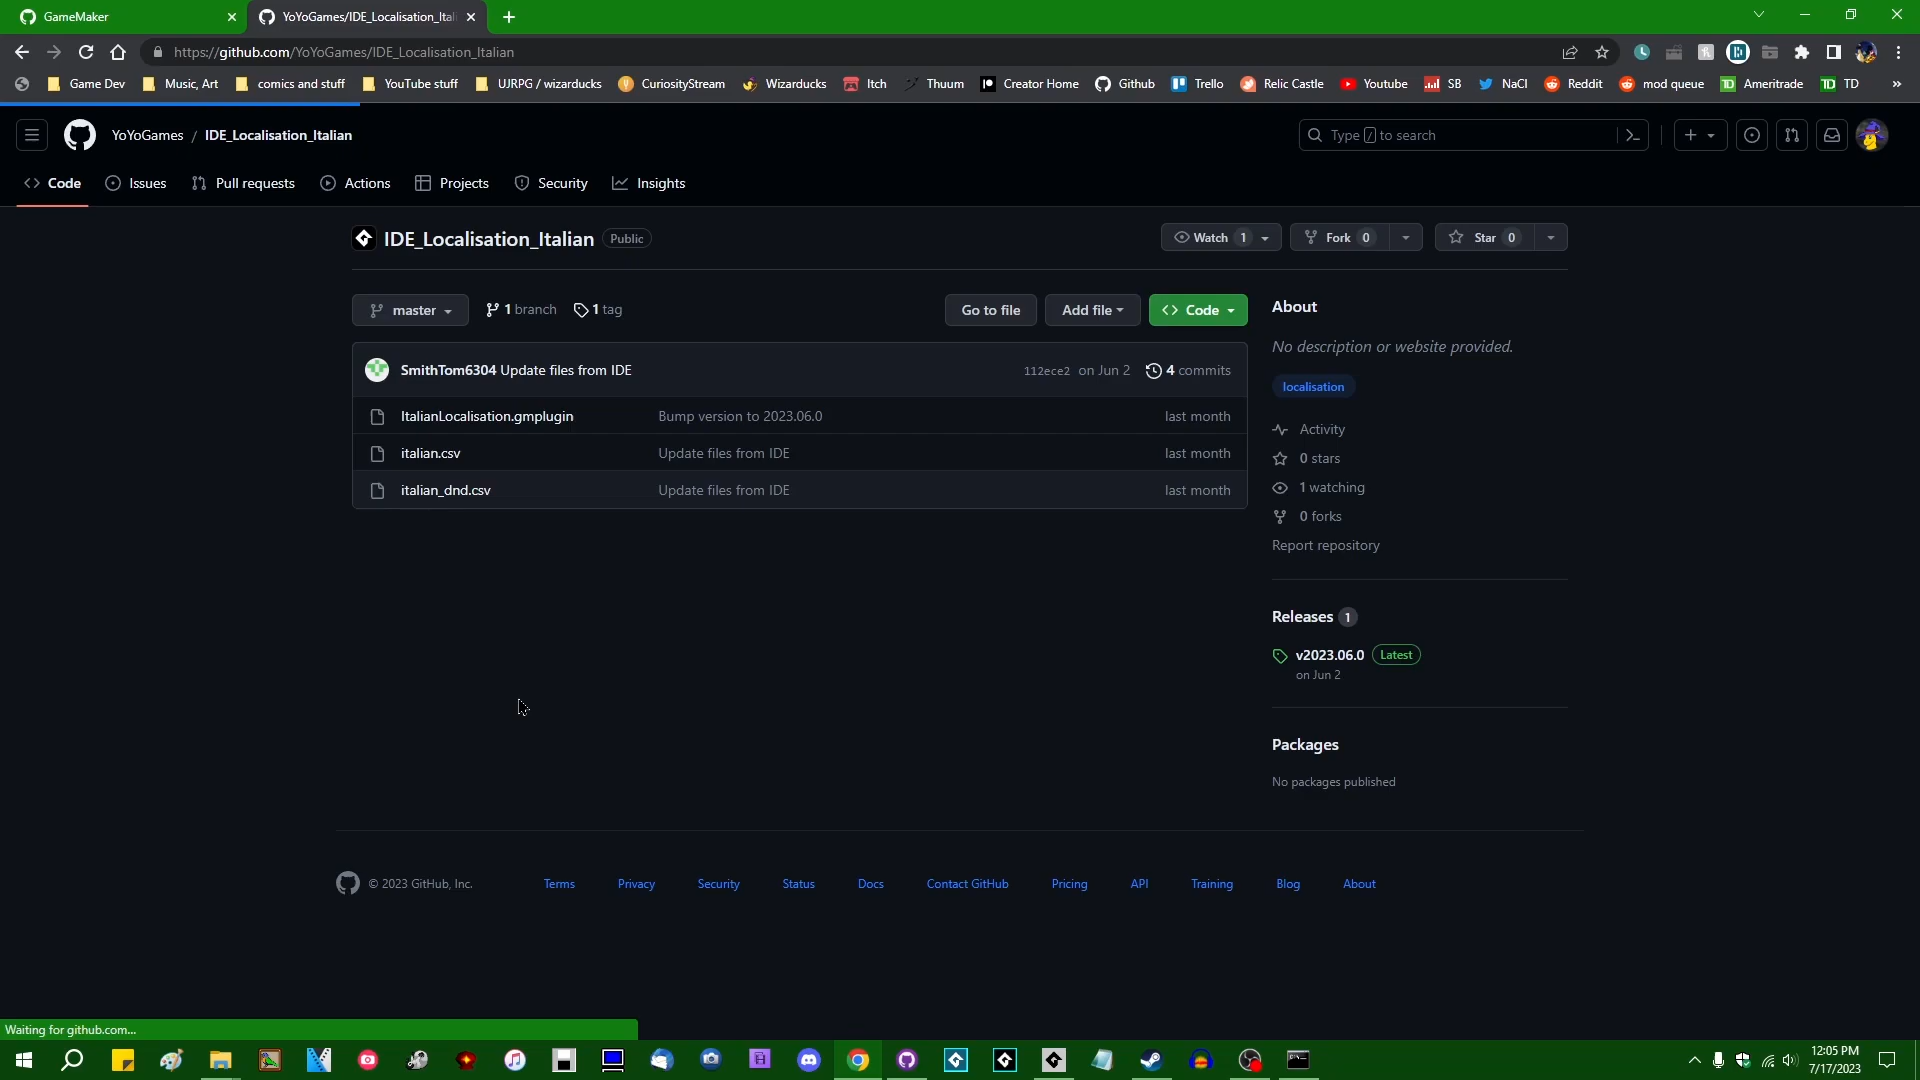 GameMaker
YoYoGames/IDE_Localisation_Ital
https://github.com/YoYoGames/IDE_Localisation_Italian
Game Dev
Music, Art
comics and stuff
YouTube stuff
UJRPG / wizarducks
CuriosityStream
Wizarducks
Itch
Thuum
Creator Home
Github
Trello
Relic Castle
Youtube
SB
NaCl
Reddit
mod queue
Ameritrade
TD
YoYoGames / IDE_Localisation_Italian
Type / to search
Code
Issues
Pull requests
Actions
Projects
Security
Insights
IDE_Localisation_Italian Public
Watch 1
Fork 0
Star 0
master
1 branch
1 tag
Go to file
Add file
Code
SmithTom6304 Update files from IDE
112ece2 on Jun 2
4 commits
ItalianLocalisation.gmplugin Bump version to 2023.06.0 last month
italian.csv Update files from IDE last month
italian_dnd.csv Update files from IDE last month
About
No description or website provided.
localisation
Activity
0 stars
1 watching
0 forks
Report repository
Releases 1
v2023.06.0 Latest
on Jun 2
Packages
No packages published
© 2023 GitHub, Inc.
Terms
Privacy
Security
Status
Docs
Contact GitHub
Pricing
API
Training
Blog
About
Waiting for github.com...
12:05 PM
7/17/2023